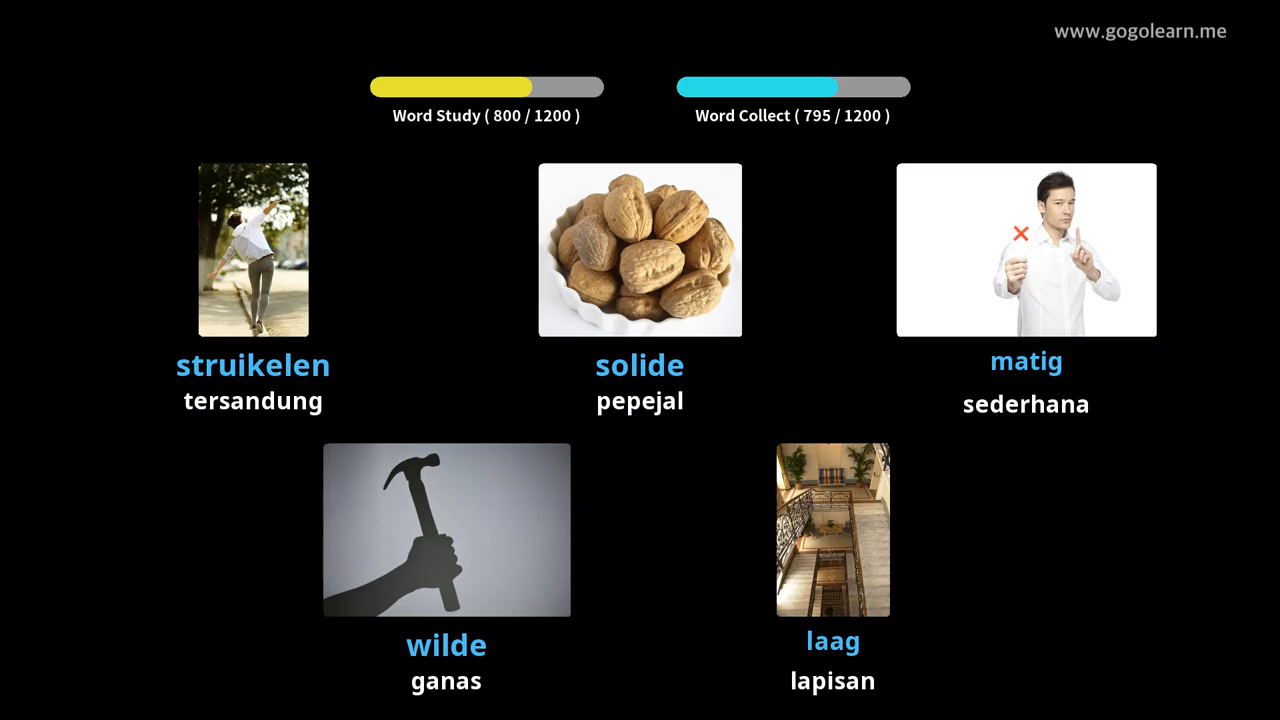 www.gogolearn.me
Word Study ( 800 / 1200 )
Word Collect ( 795 / 1200 )
struikelen
tersandung
solide
pepejal
matig
sederhana
wilde
ganas
laag
lapisan